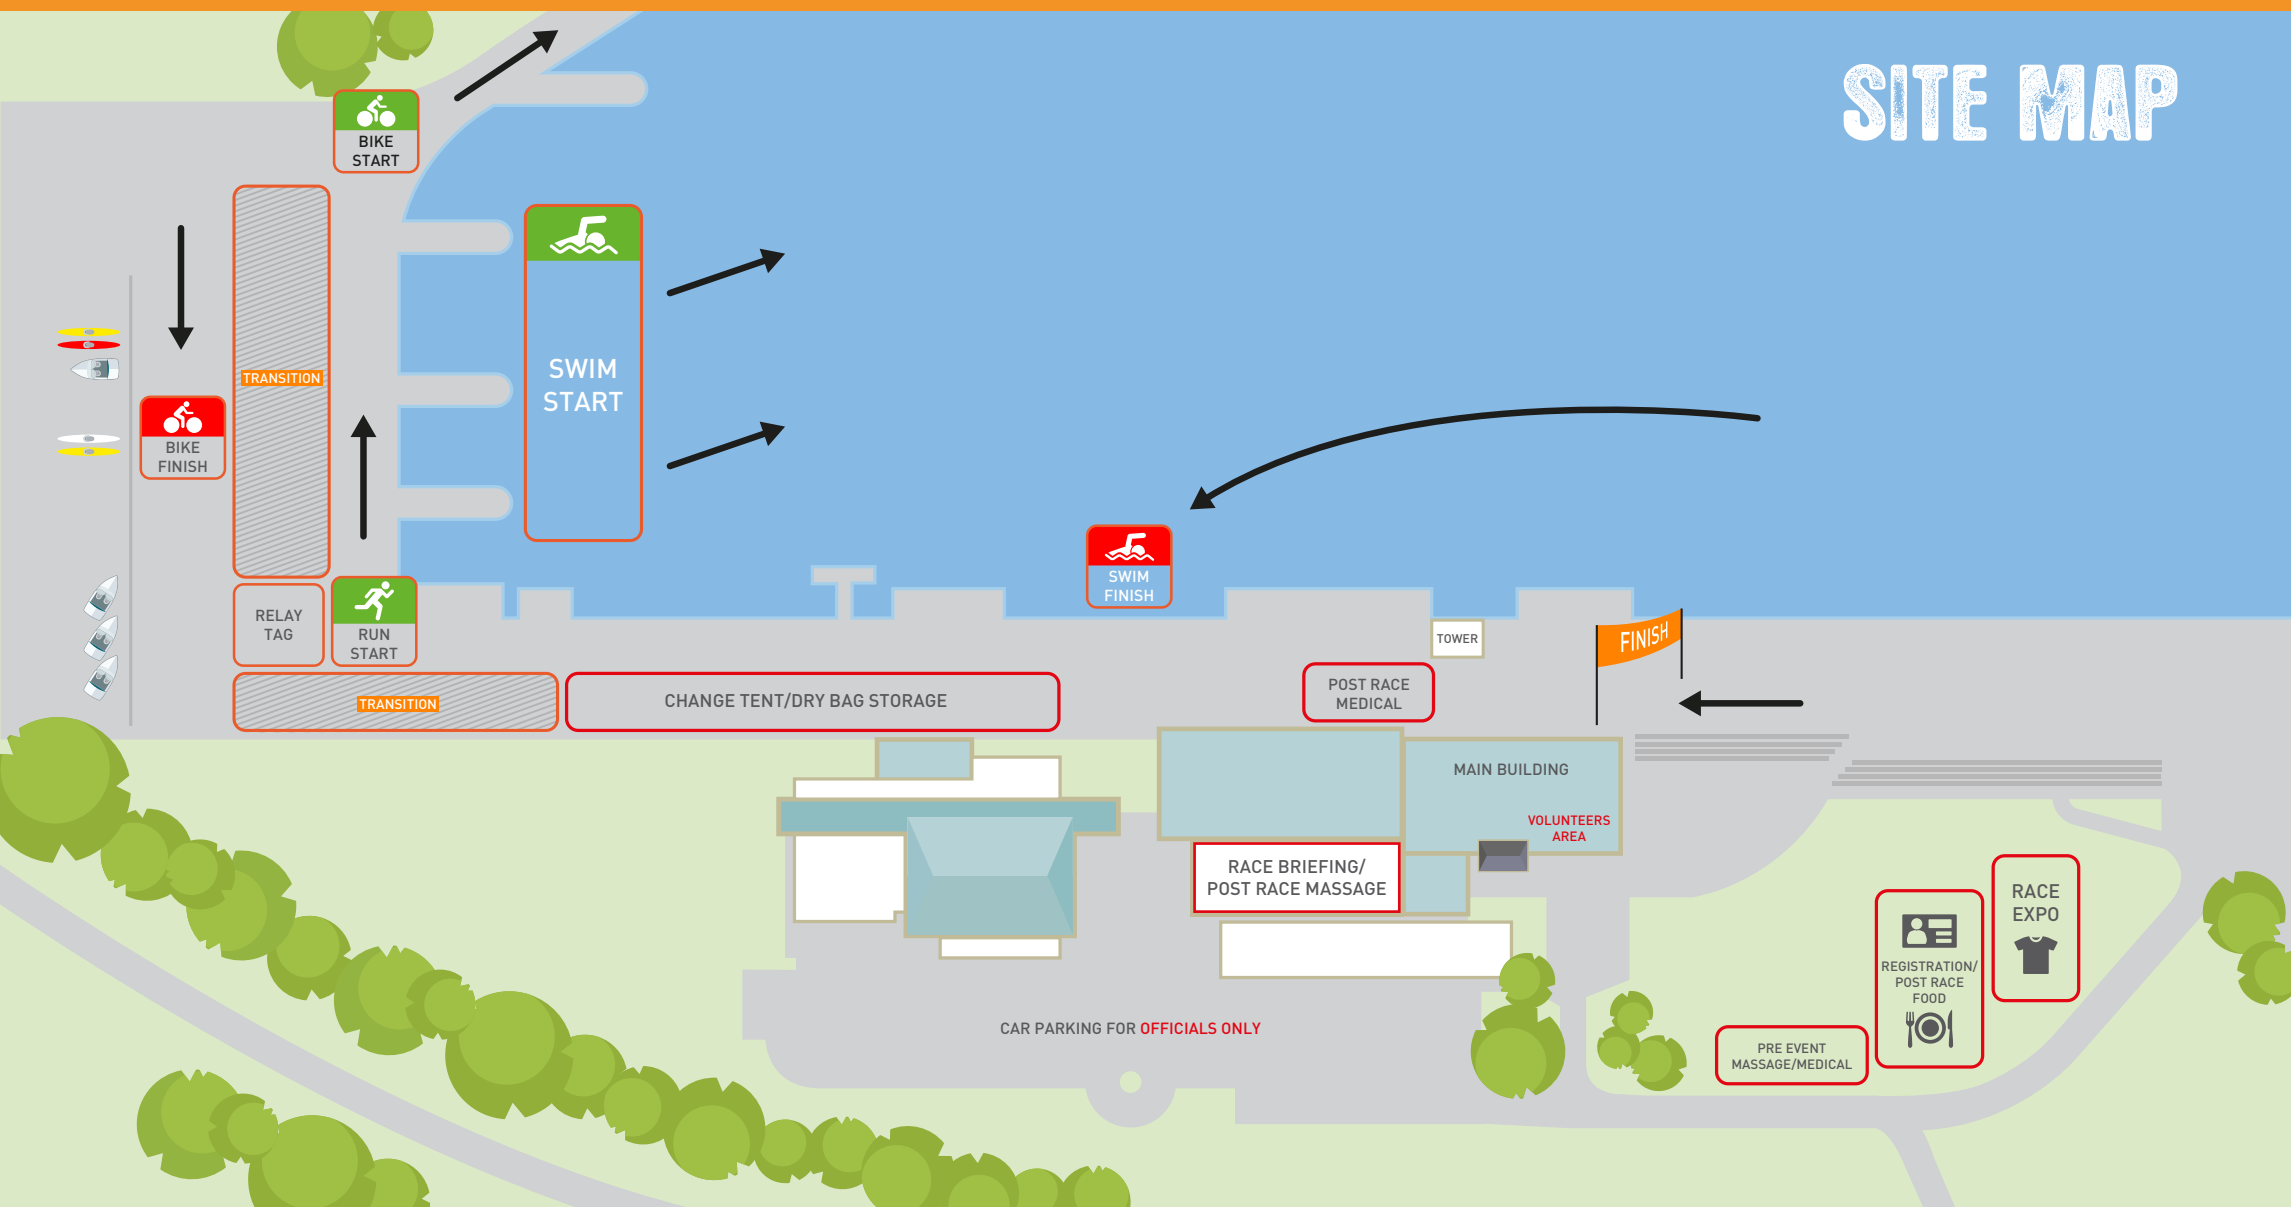 SITE MAP
BIKE
START
SWIM
START
TRANSITION
BIKE
FINISH
SWIM
FINISH
RELAY
TAG
RUN
START
TRANSITION
CHANGE TENT/DRY BAG STORAGE
POST RACE
MEDICAL
TOWER
FINISH
MAIN BUILDING
VOLUNTEERS
AREA
RACE BRIEFING/
POST RACE MASSAGE
CAR PARKING FOR OFFICIALS ONLY
RACE
EXPO
REGISTRATION/
POST RACE
FOOD
PRE EVENT
MASSAGE/MEDICAL